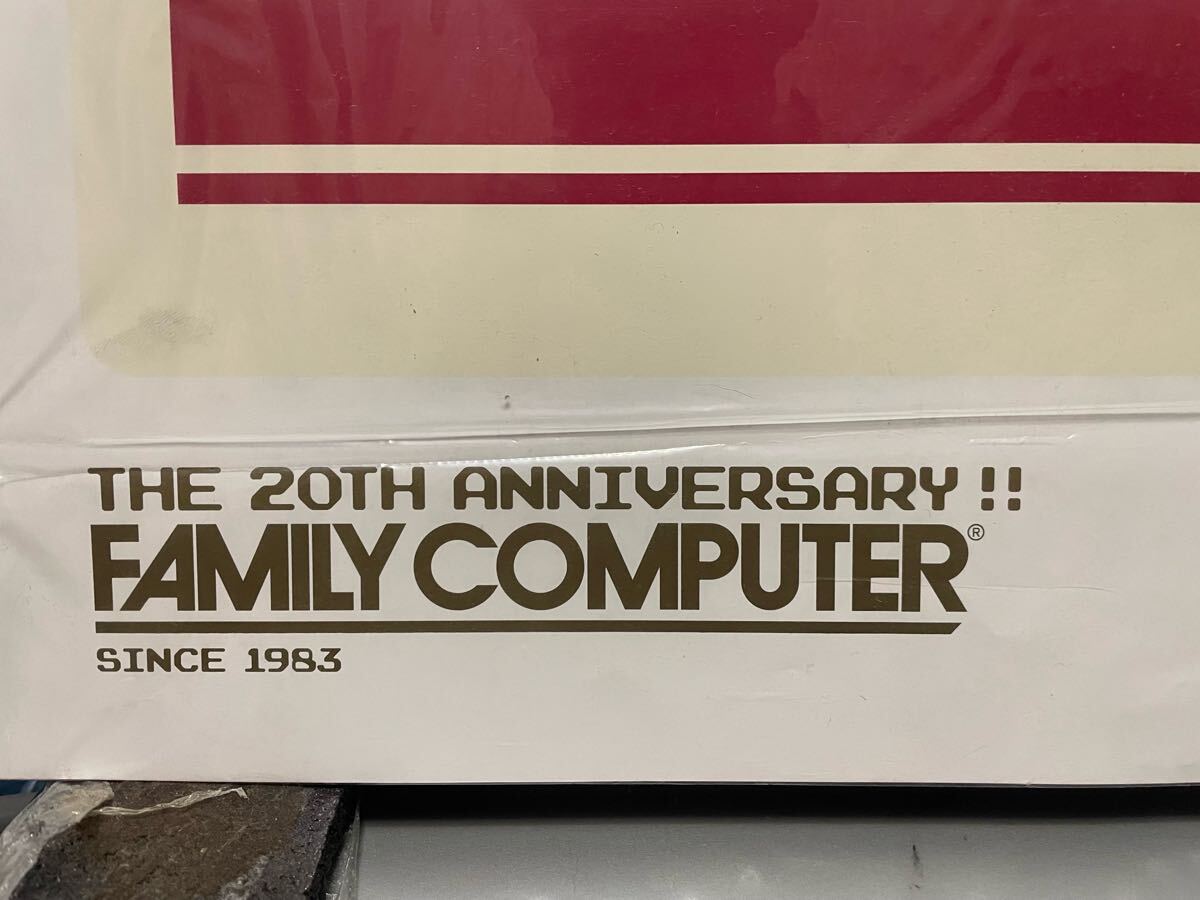 THE 20TH ANNIVERSARY !!
FAMILY COMPUTER®
SINCE 1983